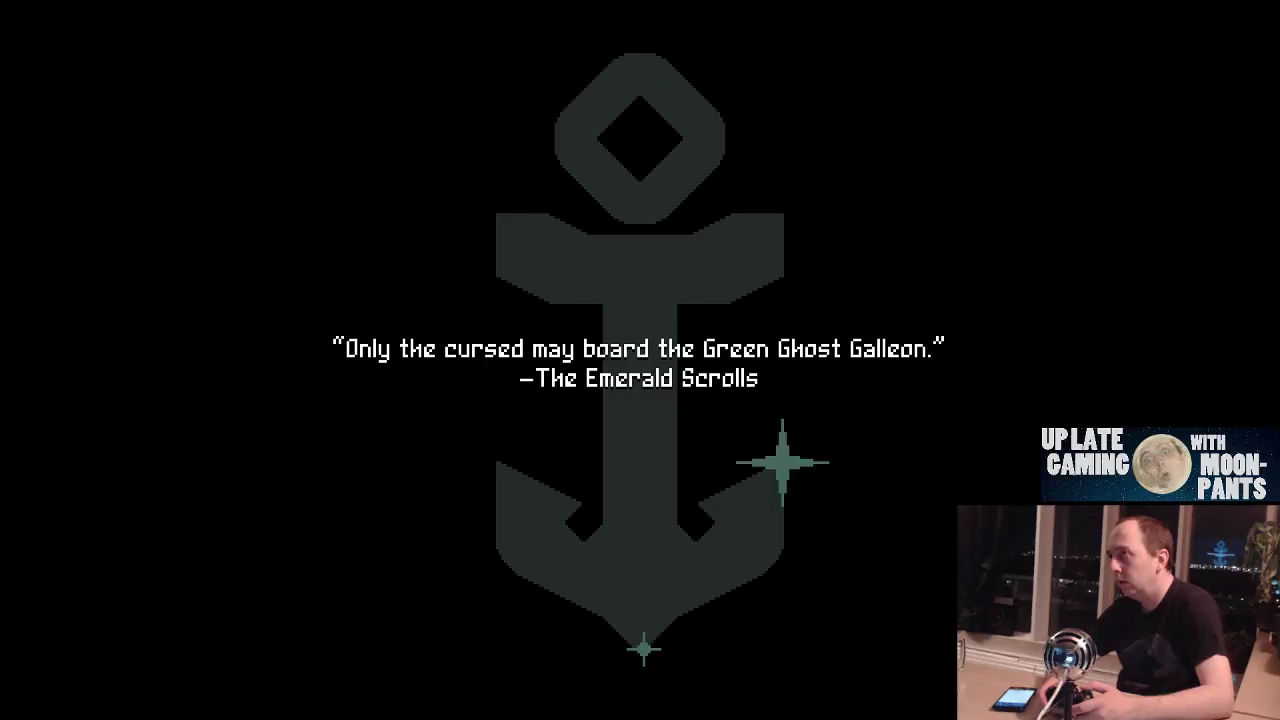 “Only the cursed may board the Green Ghost Galleon.”
—The Emerald Scrolls
UP LATE
GAMING
WITH
MOON-
PANTS